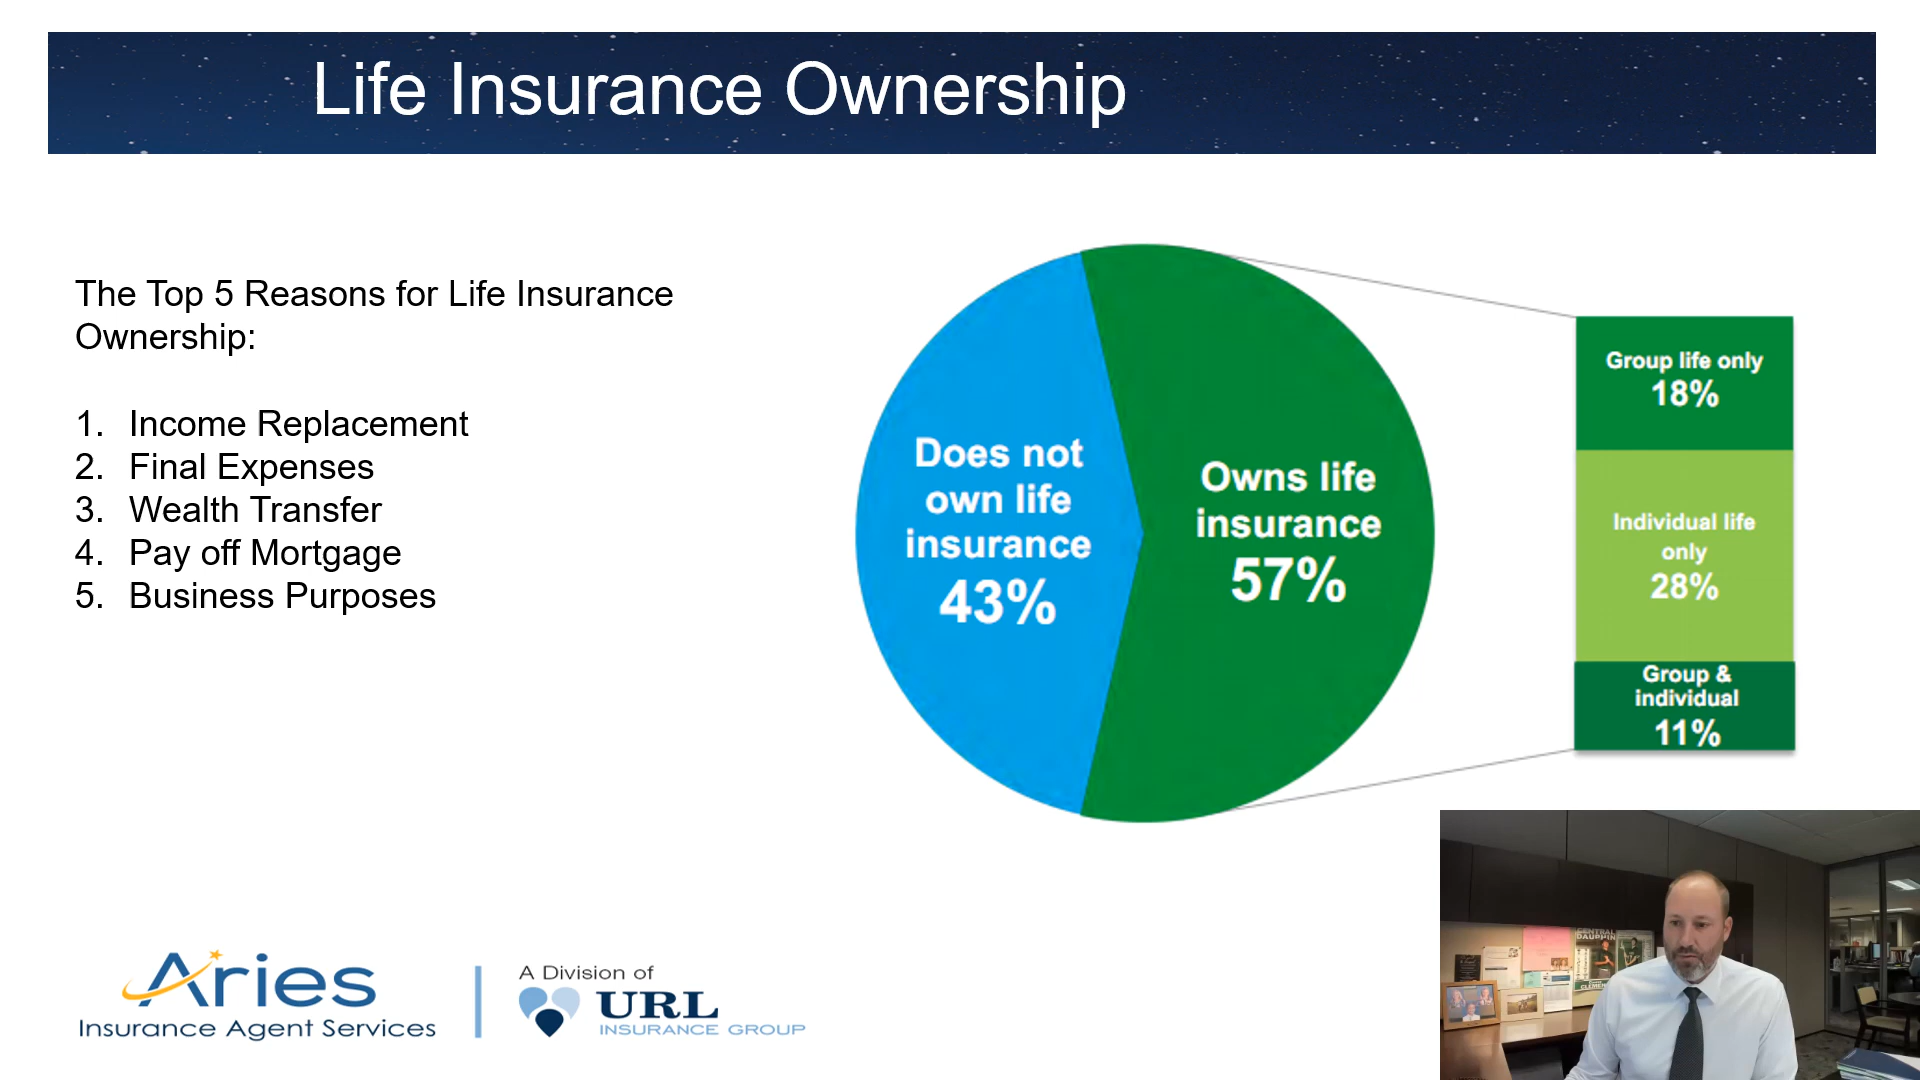 Life Insurance Ownership
The Top 5 Reasons for Life Insurance
Ownership:
1. Income Replacement
2. Final Expenses
3. Wealth Transfer
4. Pay off Mortgage
5. Business Purposes
Does not
own life
insurance
43%
Owns life
insurance
57%
Group life only
18%
Individual life
only
28%
Group &
individual
11%
Aries
Insurance Agent Services
A Division of
URL
INSURANCE GROUP
CENTRAL
DAUPHIN